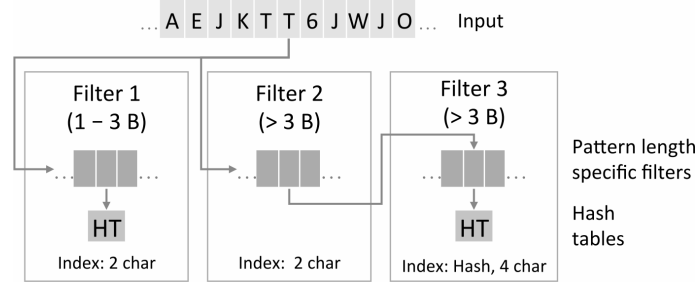 ... A E J K T T 6 J W J O ... Input
Filter 1
(1 – 3 B)
... ...
HT
Index: 2 char
Filter 2
(> 3 B)
... ...
Index: 2 char
Filter 3
(> 3 B)
... ...
HT
Index: Hash, 4 char
Pattern length
specific filters
Hash
tables